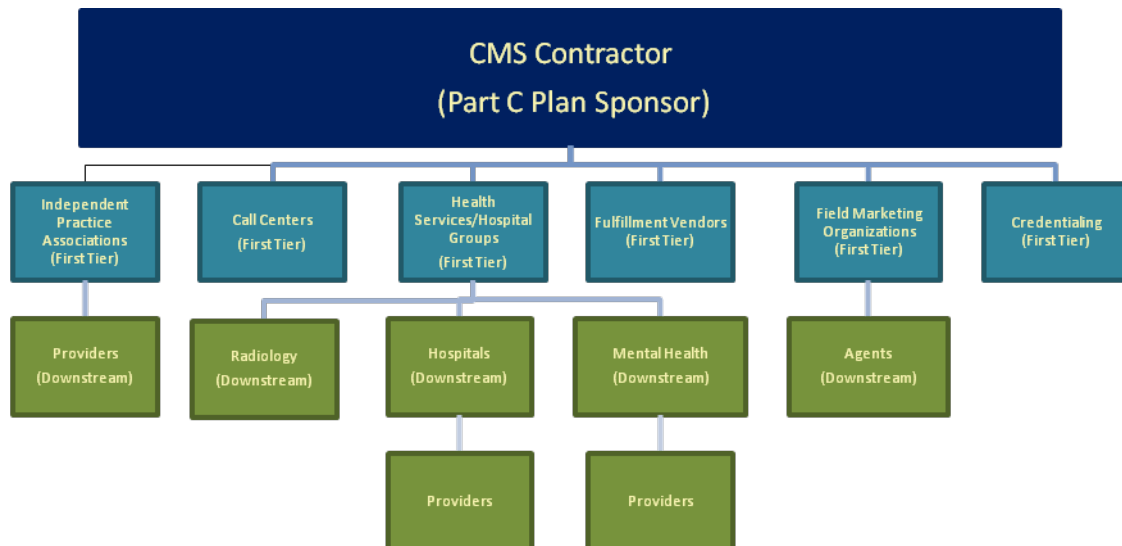 CMS Contractor
(Part C Plan Sponsor)
Independent
Practice
Associations
(First Tier)
Call Centers
(First Tier)
Health
Services/Hospital
Groups
(First Tier)
Fulfillment Vendors
(First Tier)
Field Marketing
Organizations
(First Tier)
Credentialing
(First Tier)
Providers
(Downstream)
Radiology
(Downstream)
Hospitals
(Downstream)
Mental Health
(Downstream)
Agents
(Downstream)
Providers
Providers